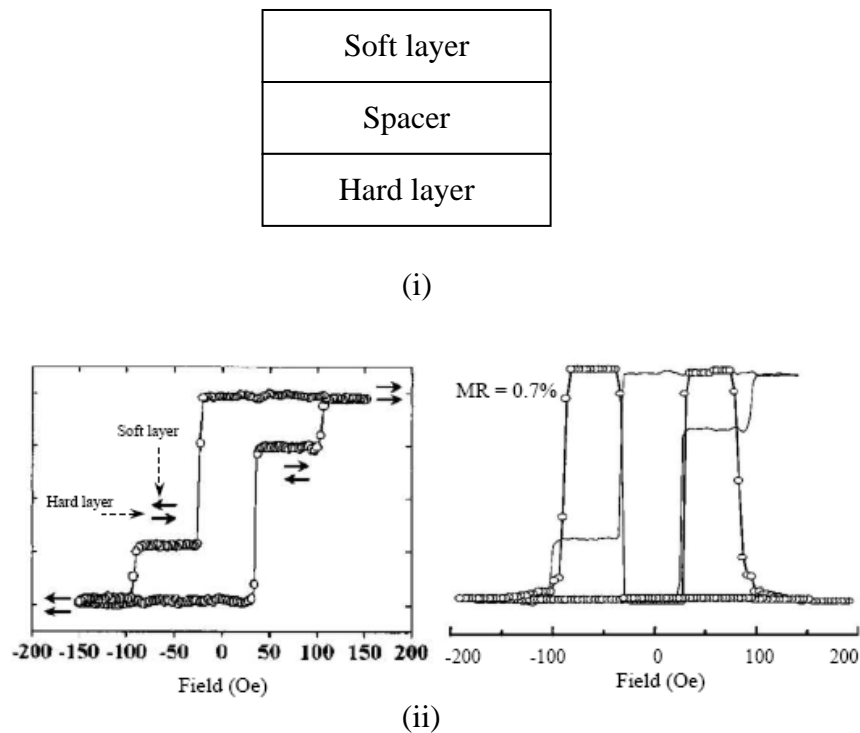 Soft layer
Spacer
Hard layer
(i)
Soft layer
Hard layer
-200 -150 -100 -50 0 50 100 150 200
Field (Oe)
MR = 0.7%
-200 -100 0 100 200
Field (Oe)
(ii)